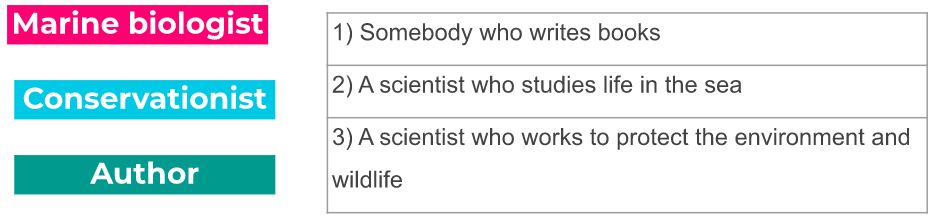 Marine biologist
Conservationist
Author
1) Somebody who writes books
2) A scientist who studies life in the sea
3) A scientist who works to protect the environment and
wildlife